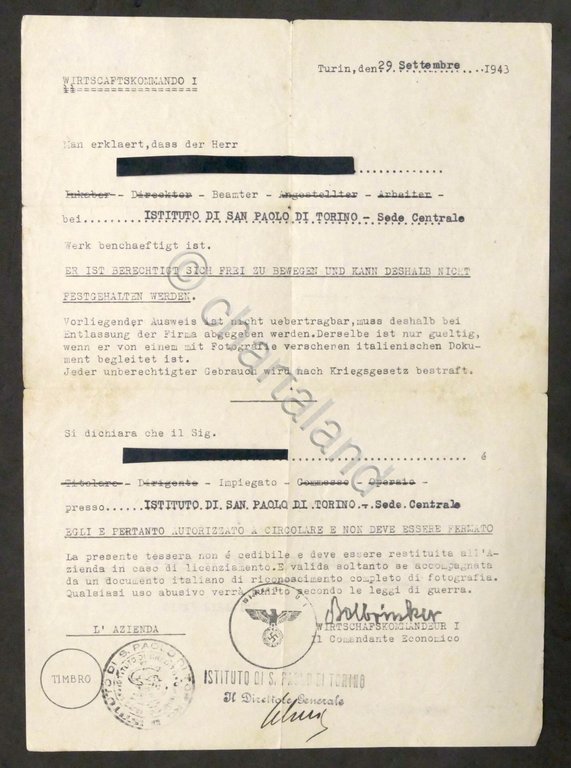 Turin, den 29 Settembre 1943
WIRTSCAFTSKOMMANDO I
Man erklaert, dass der Herr
Inhaber - Direktor - Beamter - Angestellter - Arbeiter -
bei........ISTITUTO DI SAN PAOLO DI TORINO - Sede Centrale
Werk benchaeftigt ist.
ER IST BERECHTIGT SICH FREI ZU BEWEGEN UND KANN DESHALB NICHT
FESTGEHALTEN WERDEN.
Vorliegender Ausweis ist nicht uebertragbar, muss deshalb bei
Entlassung der Firma abgegeben werden. Derselbe ist nur gueltig,
wenn er von einem mit Fotografie versehenen italienischen Doku-
ment begleitet ist.
Jeder unberechtigter Gebrauch wird nach Kriegsgesetz bestraft.
Si dichiara che il Sig.
é
Titolare - Dirigente - Impiegato - Commesso - Operaio -
presso....ISTITUTO DI SAN PAOLO DI TORINO - Sede Centrale
EGLI E PERTANTO AUTORIZZATO A CIRCOLARE E NON DEVE ESSERE FERMATO
La presente tessera non é cedibile e deve essere restituita all'A-
zienda in caso di licenziamento. E valida soltanto se accompagnata
da un documento italiano di riconoscimento completo di fotografia.
Qualsiasi uso abusivo verrà punito secondo le leggi di guerra.
WIRTSCHAFSKOMMANDEUR I
Il Comandante Economico
L' AZIENDA
TIMBRO
ISTITUTO DI S. PAOLO DI TORINO
Il Direttore Generale
© chartaland